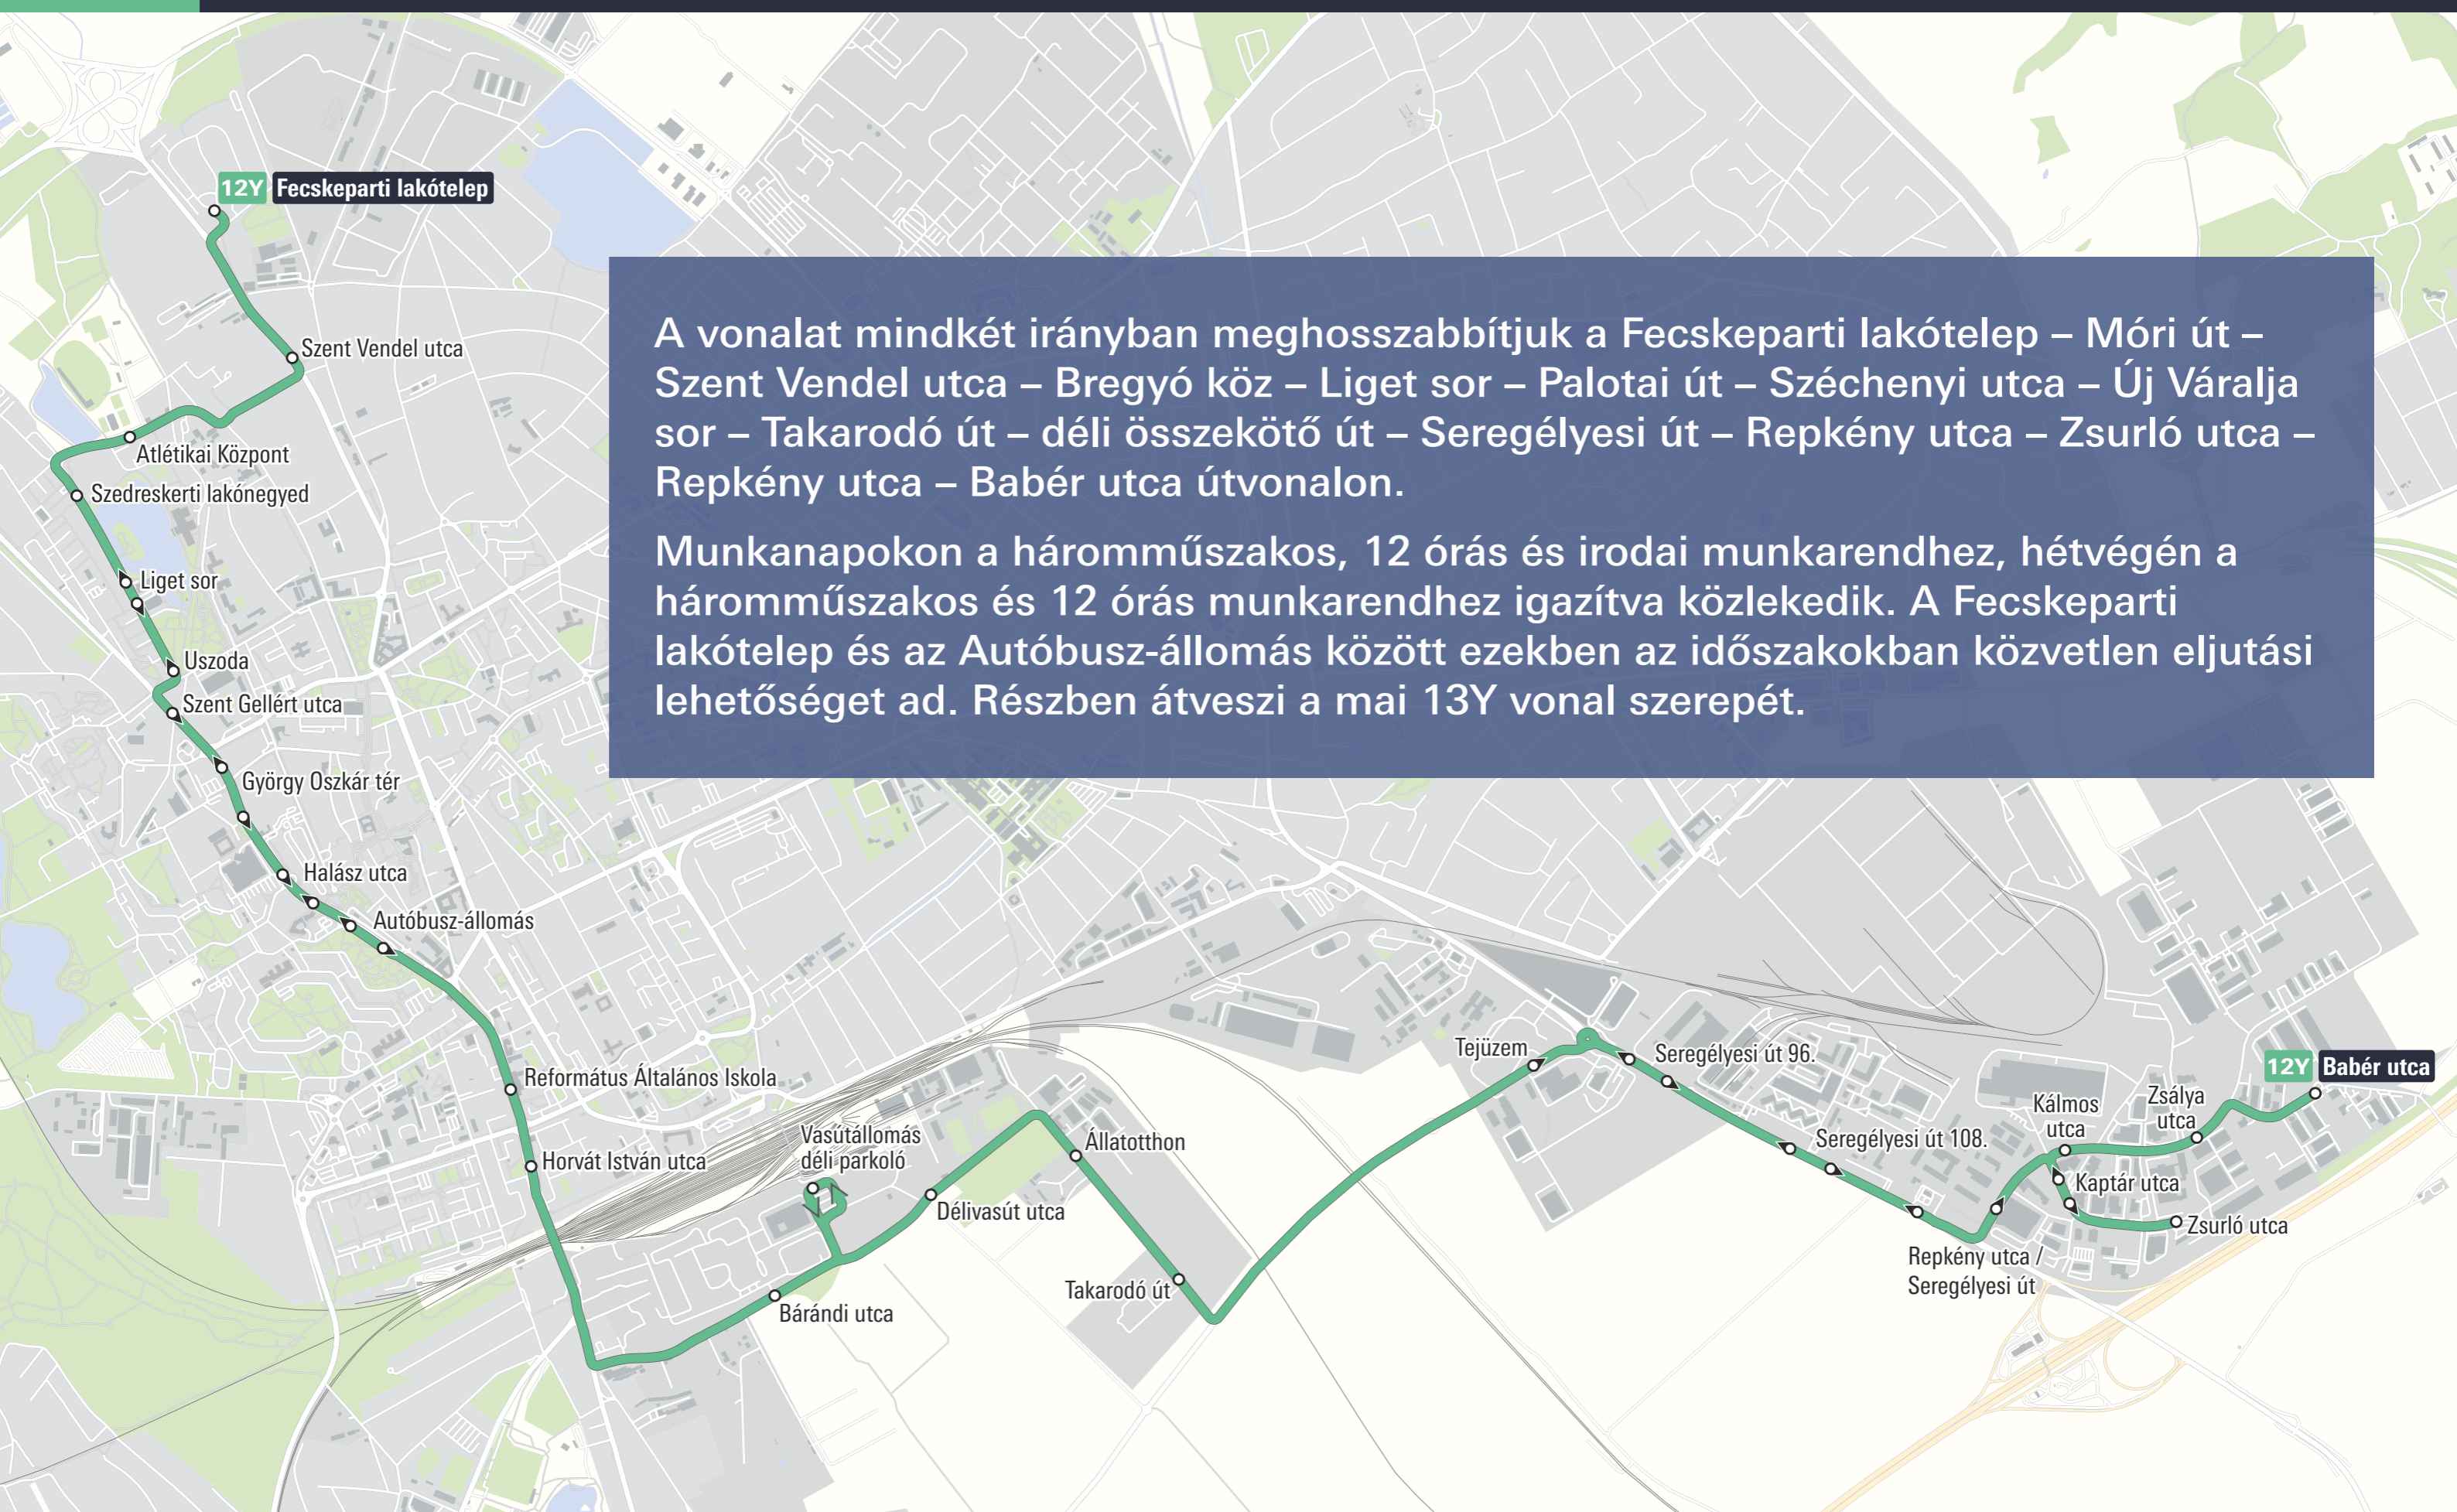 12Y Fecskeparti lakótelep
Szent Vendel utca
A vonalat mindkét irányban meghosszabbítjuk a Fecskeparti lakótelep – Móri út –
Szent Vendel utca – Bregyó köz – Liget sor – Palotai út – Széchenyi utca – Új Váralja
sor – Takarodó út – déli összekötő út – Seregélyesi út – Repkény utca – Zsurló utca –
Repkény utca – Babér utca útvonalon.
Munkanapokon a háromműszakos, 12 órás és irodai munkarendhez, hétvégén a
háromműszakos és 12 órás munkarendhez igazítva közlekedik. A Fecskeparti
lakótelep és az Autóbusz-állomás között ezekben az időszakokban közvetlen eljutási
lehetőséget ad. Részben átveszi a mai 13Y vonal szerepét.
Atlétikai Központ
Szedreskerti lakónegyed
Liget sor
Uszoda
Szent Gellért utca
György Oszkár tér
Halász utca
Autóbusz-állomás
Református Általános Iskola
Horvát István utca
Vasútállomás
déli parkoló
Bárándi utca
Délivasút utca
Állatotthon
Takarodó út
Tejüzem
Seregélyesi út 96.
Seregélyesi út 108.
Repkény utca /
Seregélyesi út
Kálmos
utca
Kaptár utca
Zsurló utca
Zsálya
utca
12Y Babér utca